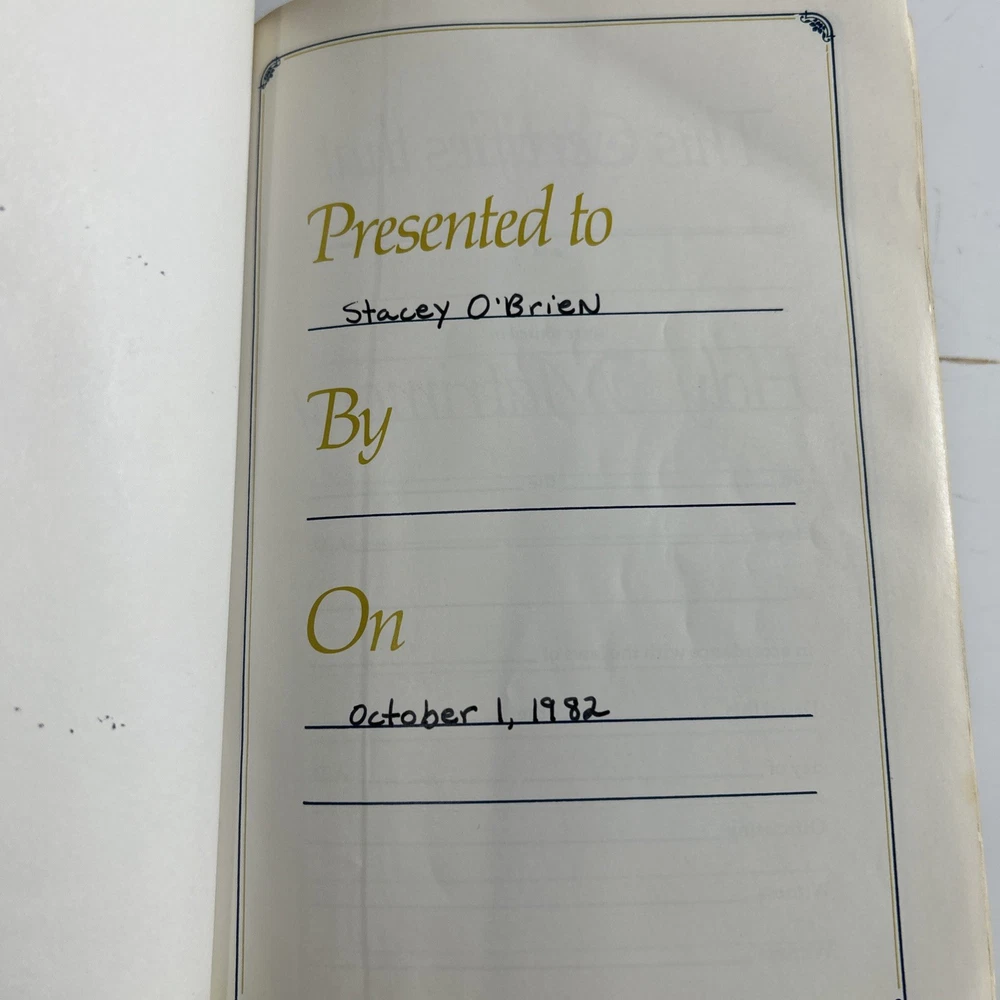 Presented to
Stacey O'Brien
By
On
October 1, 1982